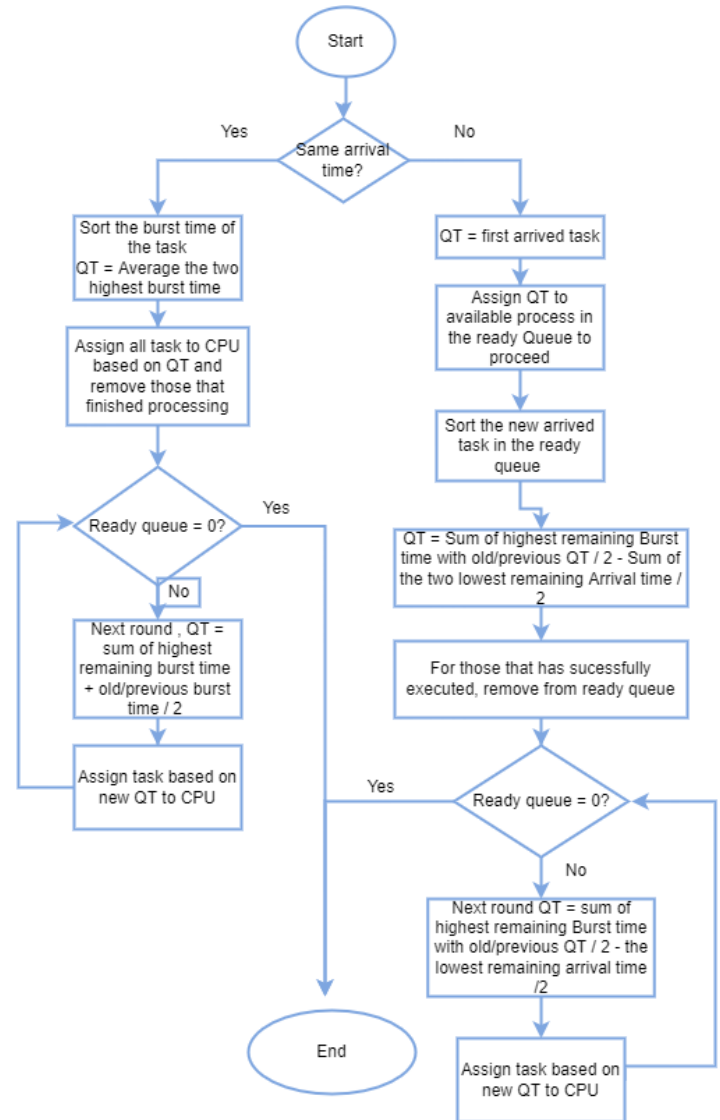 Start
Yes
No
Same arrival
time?
Sort the burst time of
the task
QT = Average the two
highest burst time
QT = first arrived task
Assign QT to
available process in
the ready Queue to
proceed
Assign all task to CPU
based on QT and
remove those that
finished processing
Sort the new arrived
task in the ready
queue
Ready queue = 0?
Yes
No
QT = Sum of highest remaining Burst
time with old/previous QT / 2 - Sum of
the two lowest remaining Arrival time /
2
Next round , QT =
sum of highest
remaining burst time
+ old/previous burst
time / 2
For those that has sucessfully
executed, remove from ready queue
Assign task based on
new QT to CPU
Yes
Ready queue = 0?
No
Next round QT = sum of
highest remaining Burst time
with old/previous QT / 2 - the
lowest remaining arrival time
/2
End
Assign task based on
new QT to CPU